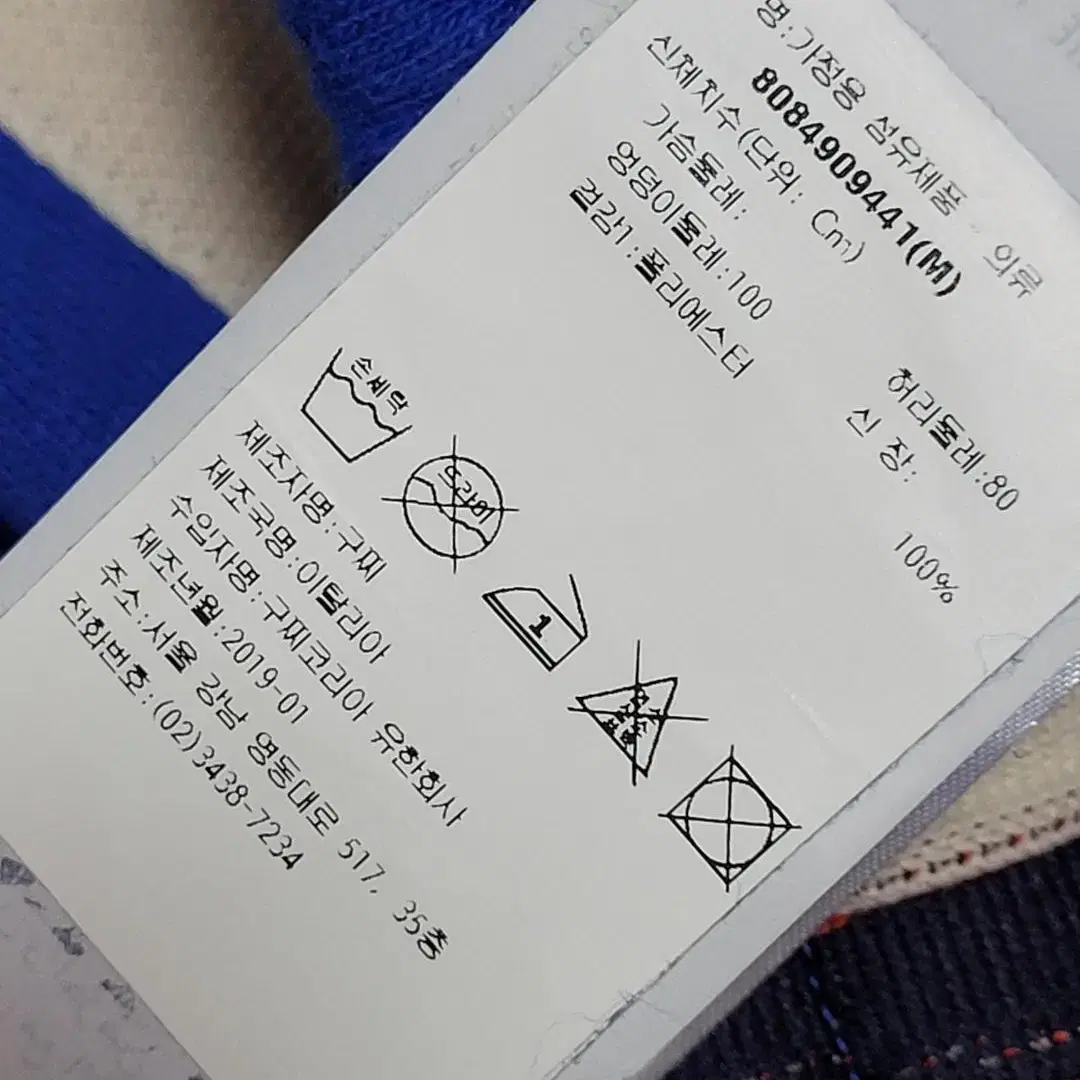 명:가정용 섬유제품 - 의류
8084909441(M)
신체치수(단위: Cm)
가슴둘레: 허리둘레:80
엉덩이둘레:100 신 장:
겉감1:폴리에스터 100%
손세탁
드라이
1
제조자명:구찌
제조국명:이탈리아
수입자명:구찌코리아 유한회사
제조년월:2019-01
주소:서울 강남 영동대로 517, 35층
전화번호:(02)3438-7234